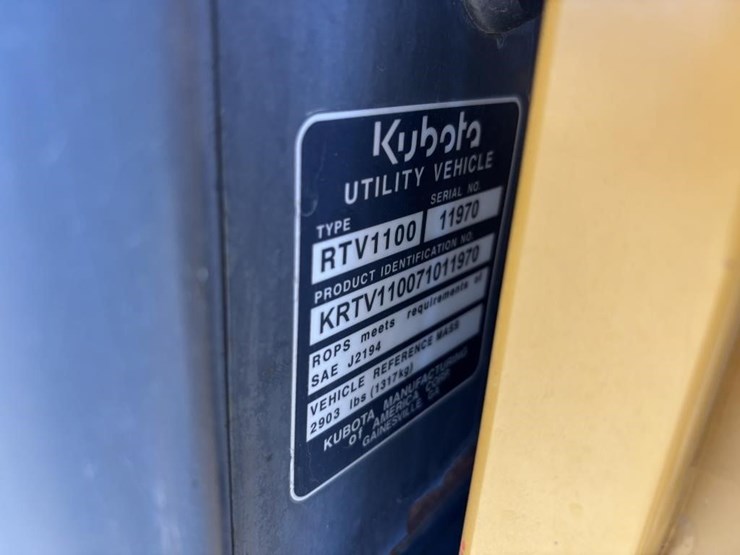 Kubota
UTILITY VEHICLE
TYPE SERIAL NO.
RTV1100 11970
PRODUCT IDENTIFICATION NO.
KRTV110071011970
ROPS meets requirements of
SAE J2194
VEHICLE REFERENCE MASS
2903 lbs (1317kg)
KUBOTA MANUFACTURING
of AMERICA CORP.
GAINESVILLE, GA